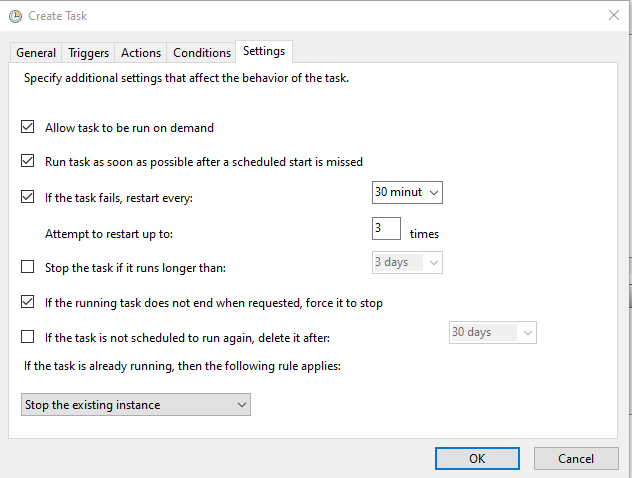 Create Task
General Triggers Actions Conditions Settings
Specify additional settings that affect the behavior of the task.
Allow task to be run on demand
Run task as soon as possible after a scheduled start is missed
If the task fails, restart every: 30 minut
Attempt to restart up to: 3 times
Stop the task if it runs longer than: 3 days
If the running task does not end when requested, force it to stop
If the task is not scheduled to run again, delete it after: 30 days
If the task is already running, then the following rule applies:
Stop the existing instance
OK Cancel